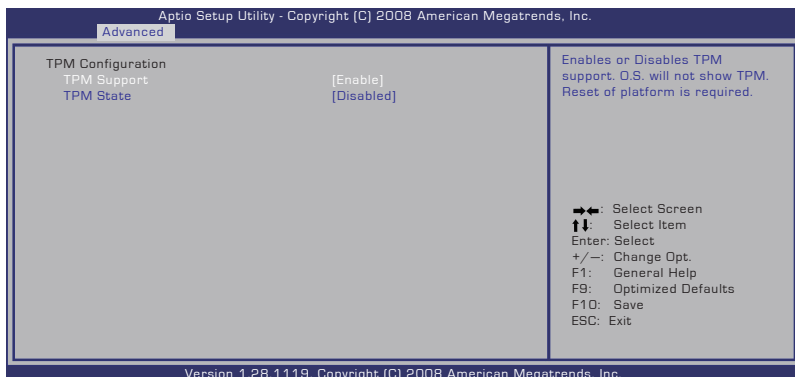 Aptio Setup Utility - Copyright (C) 2008 American Megatrends, Inc.
Advanced
TPM Configuration
TPM Support [Enable]
TPM State [Disabled]
Enables or Disables TPM
support. O.S. will not show TPM.
Reset of platform is required.
→←: Select Screen
↑↓: Select Item
Enter: Select
+/—: Change Opt.
F1: General Help
F9: Optimized Defaults
F10: Save
ESC: Exit
Version 1.28.1119. Copyright (C) 2008 American Megatrends, Inc.